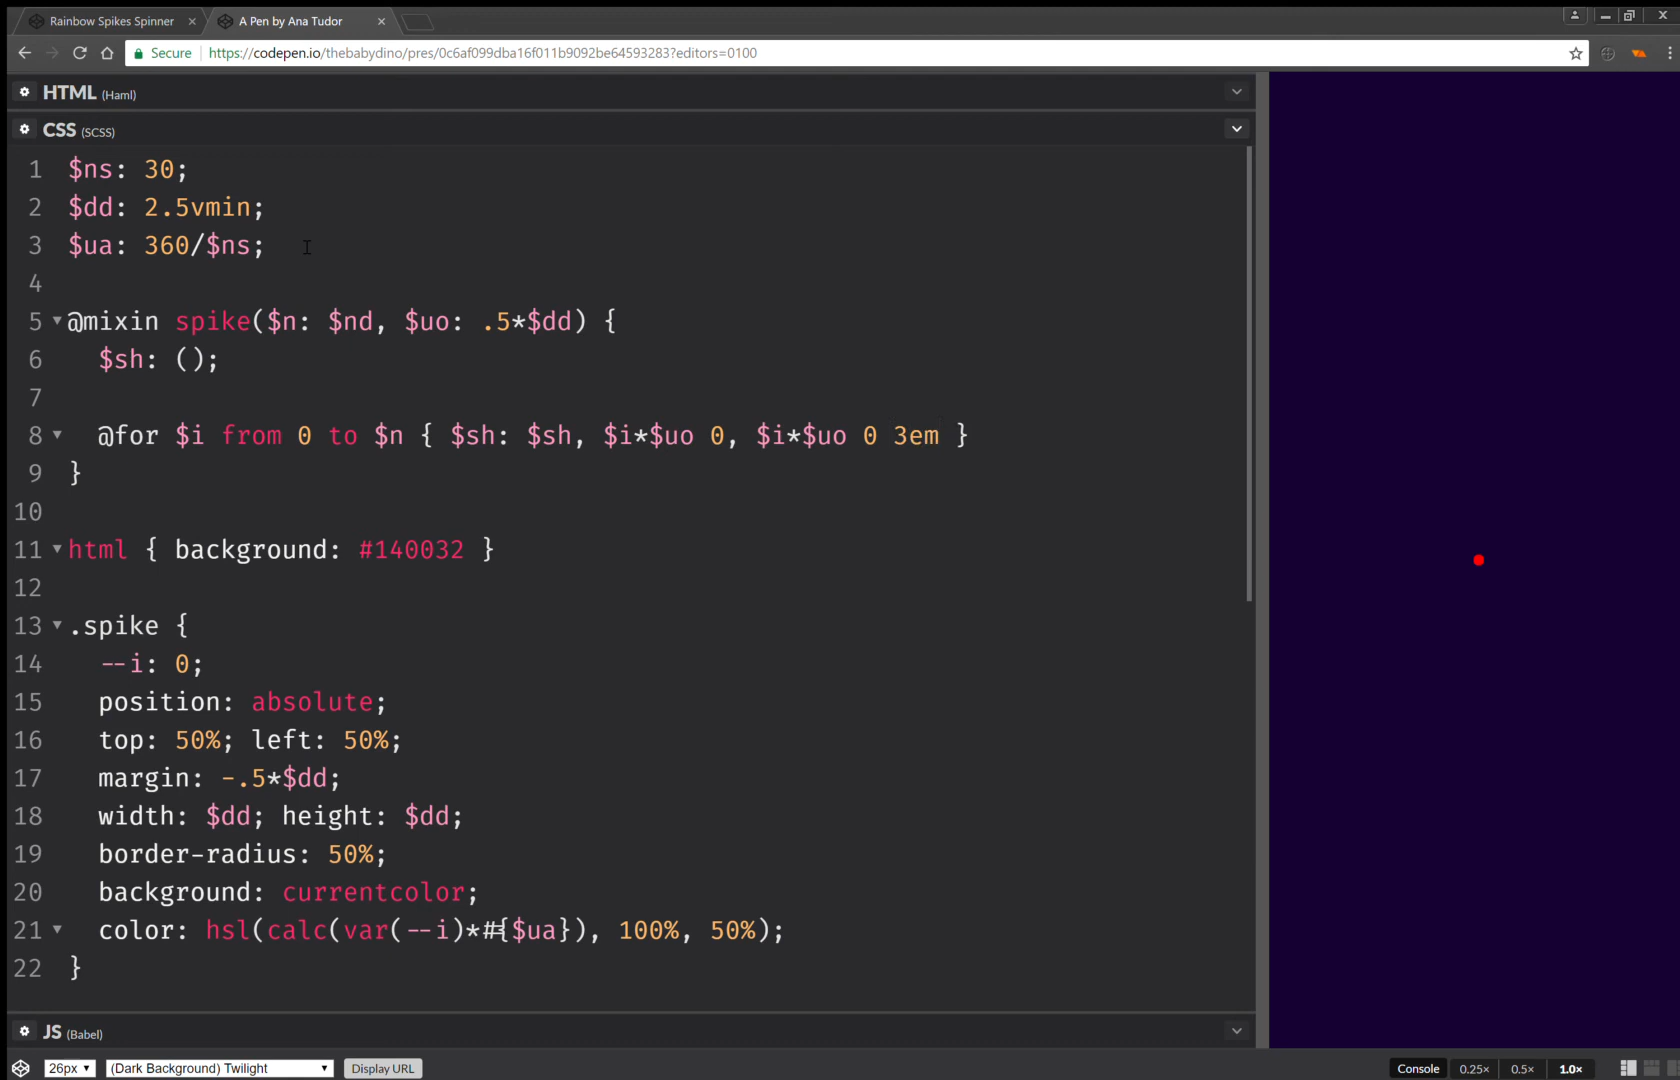 Rainbow Spikes Spinner
A Pen by Ana Tudor
Secure https://codepen.io/thebabydino/pres/0c6af099dba16f011b9092be64593283?editors=0100
HTML (Haml)
CSS (SCSS)
1 $ns: 30;
2 $dd: 2.5vmin;
3 $ua: 360/$ns;
4
5 @mixin spike($n: $nd, $uo: .5*$dd) {
6 $sh: ();
7
8 @for $i from 0 to $n { $sh: $sh, $i*$uo 0, $i*$uo 0 3em }
9 }
10
11 html { background: #140032 }
12
13 .spike {
14 --i: 0;
15 position: absolute;
16 top: 50%; left: 50%;
17 margin: -.5*$dd;
18 width: $dd; height: $dd;
19 border-radius: 50%;
20 background: currentcolor;
21 color: hsl(calc(var(--i)*#{$ua}), 100%, 50%);
22 }
JS (Babel)
26px (Dark Background) Twilight Display URL Console 0.25× 0.5× 1.0×